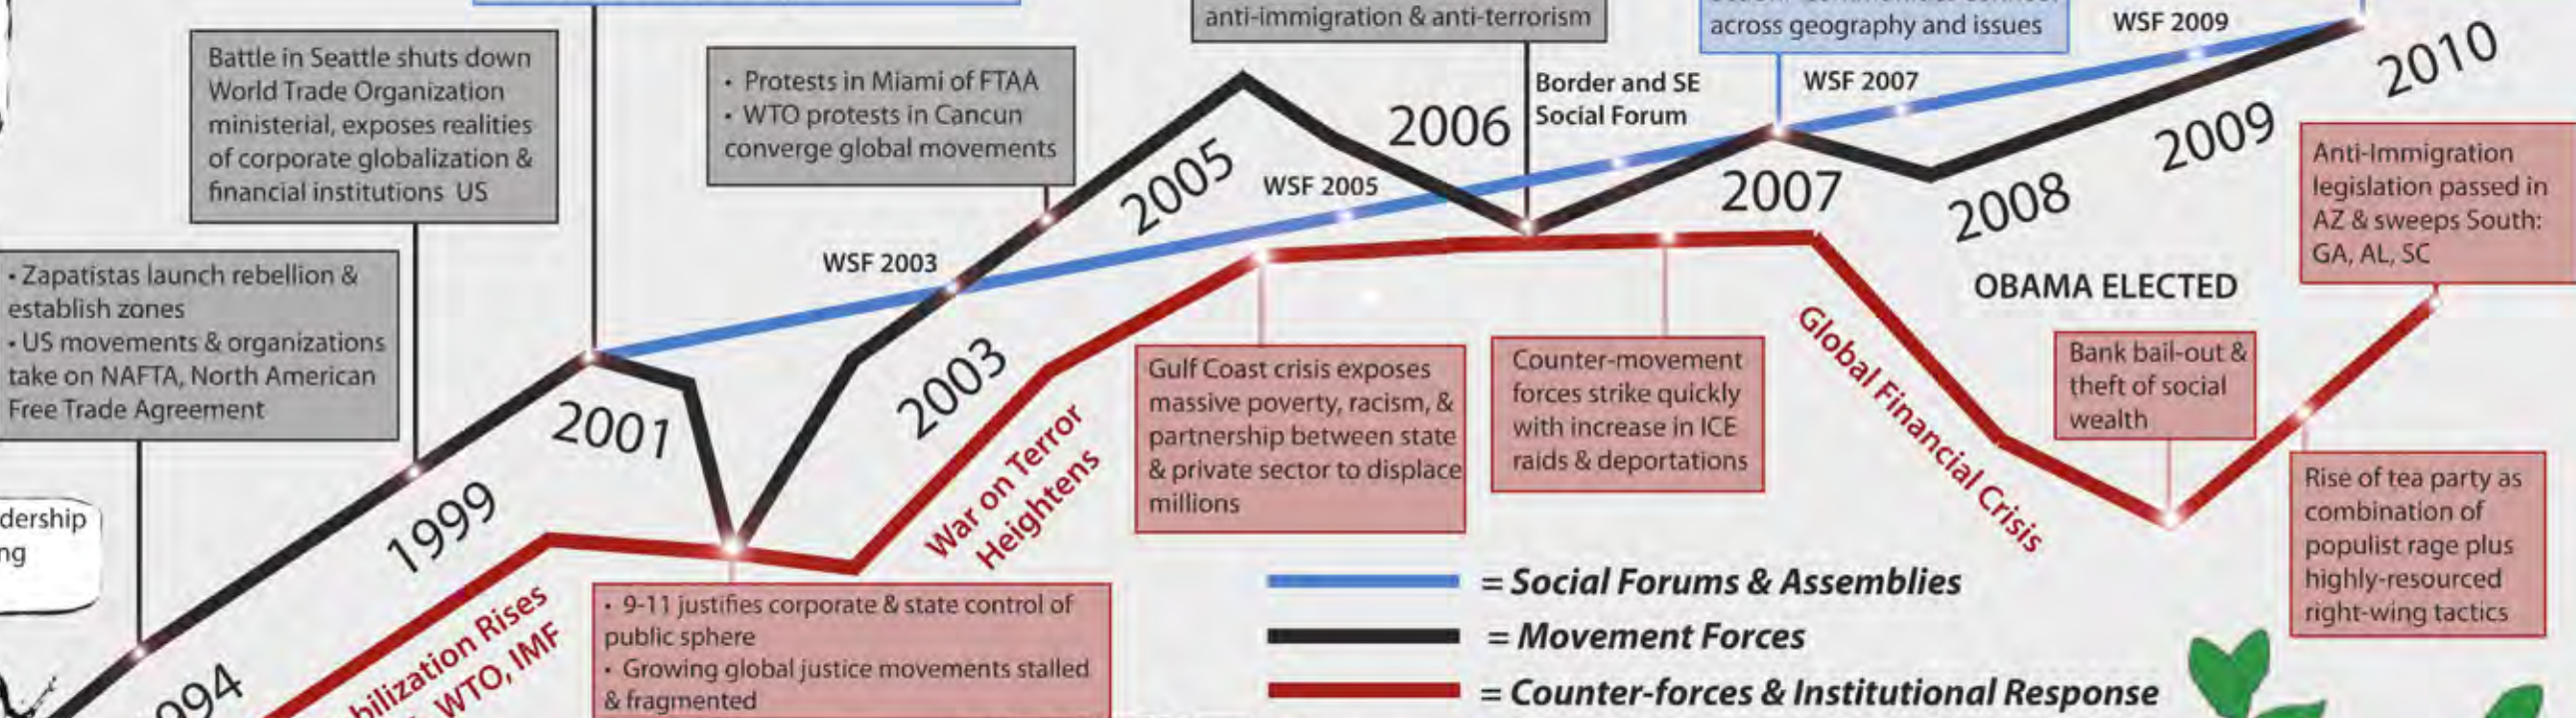 anti-immigration & anti-terrorism
across geography and issues
WSF 2009
2010
Battle in Seattle shuts down
World Trade Organization
ministerial, exposes realities
of corporate globalization &
financial institutions US
• Protests in Miami of FTAA
• WTO protests in Cancun
converge global movements
2005
WSF 2005
2006
Border and SE
Social Forum
WSF 2007
2007
2008
2009
OBAMA ELECTED
Anti-Immigration
legislation passed in
AZ & sweeps South:
GA, AL, SC
• Zapatistas launch rebellion &
establish zones
• US movements & organizations
take on NAFTA, North American
Free Trade Agreement
WSF 2003
2001
2003
1999
994
dership
ng
bilization Rises
WTO, IMF
War on Terror
Heightens
Gulf Coast crisis exposes
massive poverty, racism, &
partnership between state
& private sector to displace
millions
Counter-movement
forces strike quickly
with increase in ICE
raids & deportations
Global Financial Crisis
Bank bail-out &
theft of social
wealth
Rise of tea party as
combination of
populist rage plus
highly-resourced
right-wing tactics
• 9-11 justifies corporate & state control of
public sphere
• Growing global justice movements stalled
& fragmented
= Social Forums & Assemblies
= Movement Forces
= Counter-forces & Institutional Response